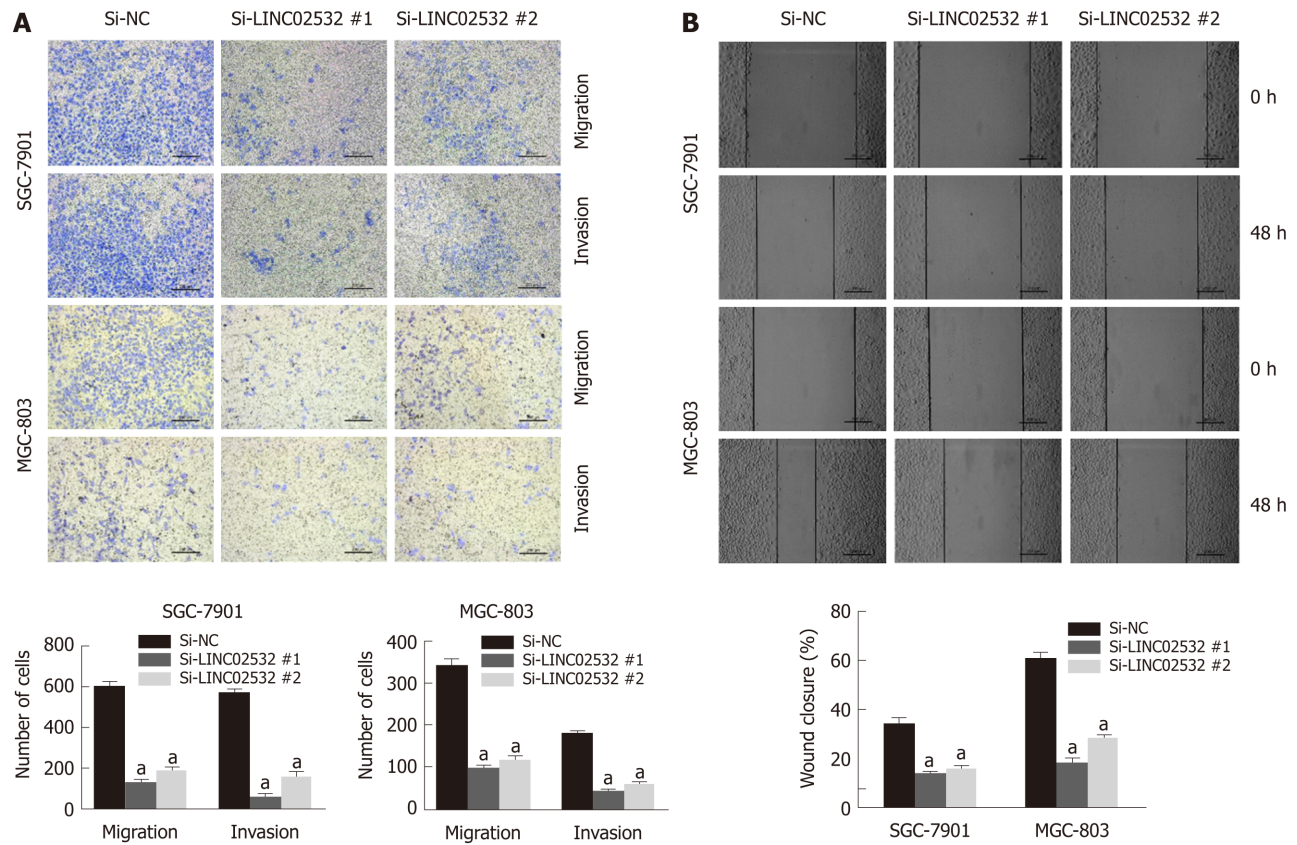 A
Si-NC
Si-LINC02532 #1
Si-LINC02532 #2
SGC-7901
Migration
Invasion
MGC-803
Migration
Invasion
SGC-7901
Number of cells
800
600
400
200
0
Si-NC
Si-LINC02532 #1
Si-LINC02532 #2
a
a
a
a
Migration
Invasion
MGC-803
Number of cells
400
300
200
100
0
Si-NC
Si-LINC02532 #1
Si-LINC02532 #2
a
a
a
a
Migration
Invasion
B
Si-NC
Si-LINC02532 #1
Si-LINC02532 #2
SGC-7901
0 h
48 h
MGC-803
0 h
48 h
Wound closure (%)
80
60
40
20
0
Si-NC
Si-LINC02532 #1
Si-LINC02532 #2
a
a
a
a
SGC-7901
MGC-803